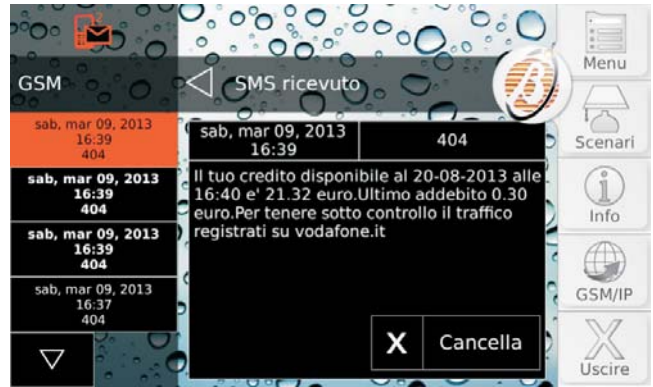 2
GSM
SMS ricevuto
Menu
sab, mar 09, 2013
16:39
404
sab, mar 09, 2013
16:39
404
sab, mar 09, 2013
16:39
404
sab, mar 09, 2013
16:37
404
sab, mar 09, 2013
16:39
404
Il tuo credito disponibile al 20-08-2013 alle
16:40 e' 21.32 euro.Ultimo addebito 0.30
euro.Per tenere sotto controllo il traffico
registrati su vodafone.it
X Cancella
Scenari
Info
GSM/IP
Uscire